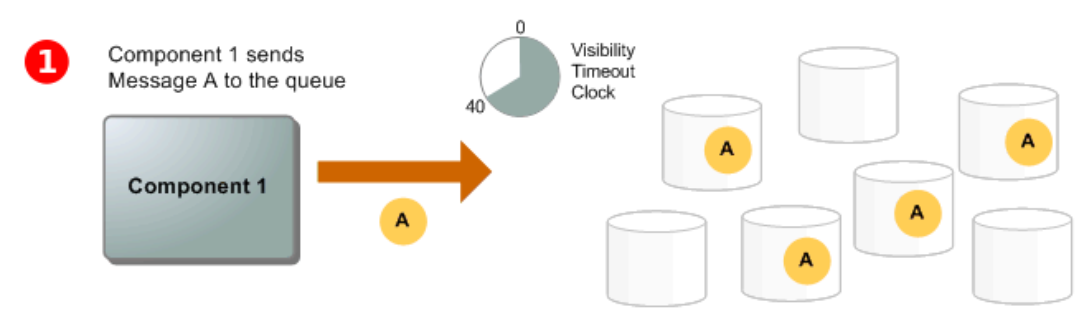 1
Component 1 sends
Message A to the queue
Component 1
A
0
40
Visibility
Timeout
Clock
A
A
A
A